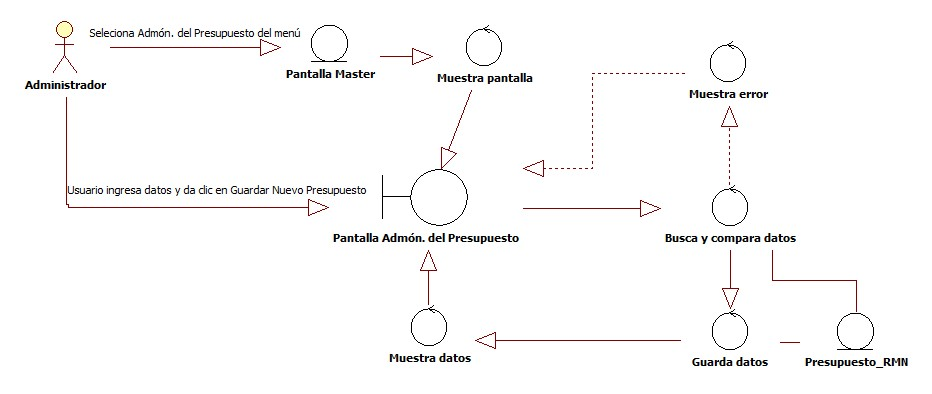 Seleciona Admón. del Presupuesto del menú
Administrador
Pantalla Master
Muestra pantalla
Muestra error
Usuario ingresa datos y da clic en Guardar Nuevo Presupuesto
Pantalla Admón. del Presupuesto
Busca y compara datos
Muestra datos
Guarda datos
Presupuesto_RMN